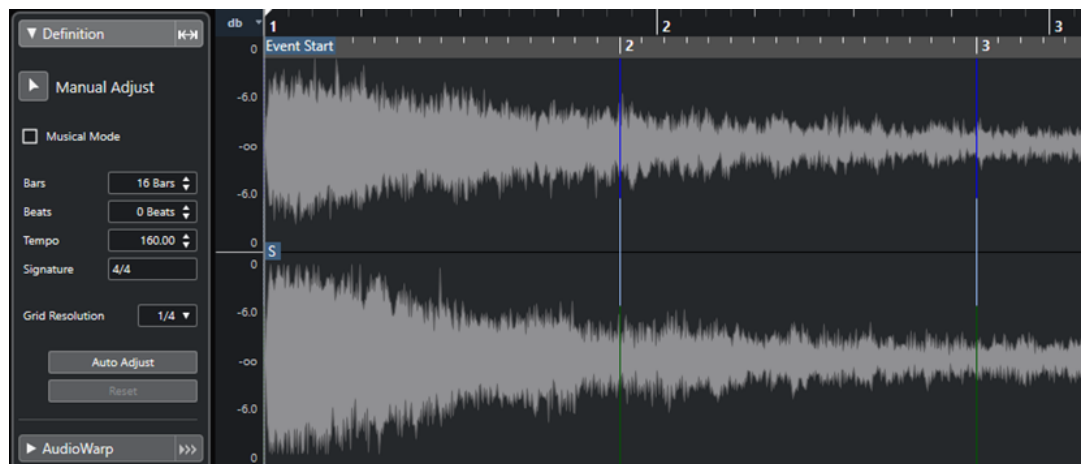 ▼ Definition
Manual Adjust
Musical Mode
Bars 16 Bars
Beats 0 Beats
Tempo 160.00
Signature 4/4
Grid Resolution 1/4 ▼
Auto Adjust
Reset
▶ AudioWarp
db 1 2 3
0 Event Start 2 3
-6.0
-oo
-6.0
0
S
0
-6.0
-oo
-6.0
0